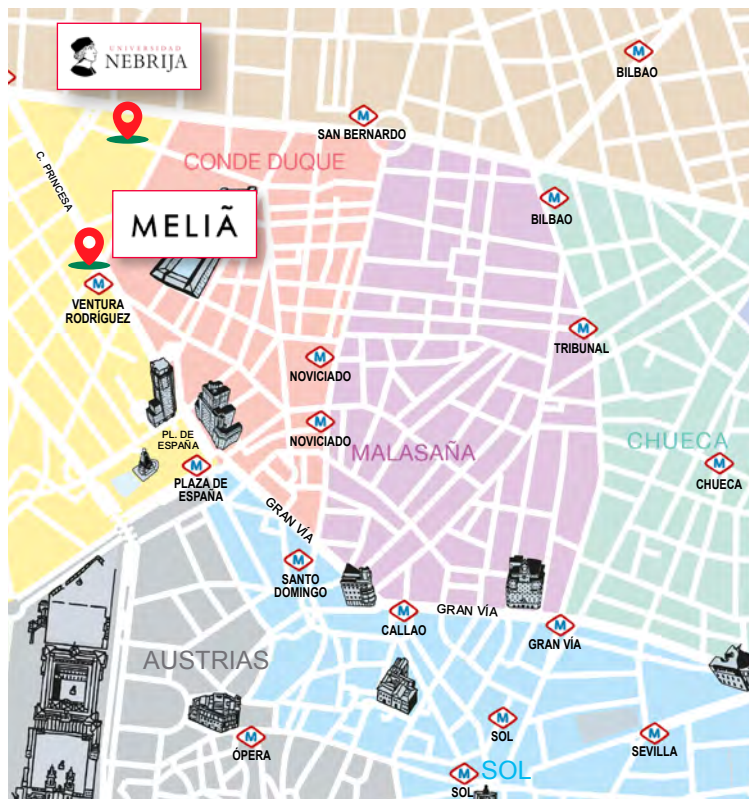 UNIVERSIDAD
NEBRIJA
M
BILBAO
M
SAN BERNARDO
CONDE DUQUE
C. PRINCESA
M
BILBAO
MELIÃ
M
VENTURA
RODRÍGUEZ
M
TRIBUNAL
M
NOVICIADO
M
NOVICIADO
PL. DE
ESPAÑA
MALASAÑA
CHUECA
M
CHUECA
M
PLAZA DE
ESPAÑA
GRAN VÍA
M
SANTO
DOMINGO
M
CALLAO
GRAN VÍA
M
GRAN VÍA
AUSTRIAS
M
ÓPERA
M
SOL
M
SEVILLA
M
SOL
SOL